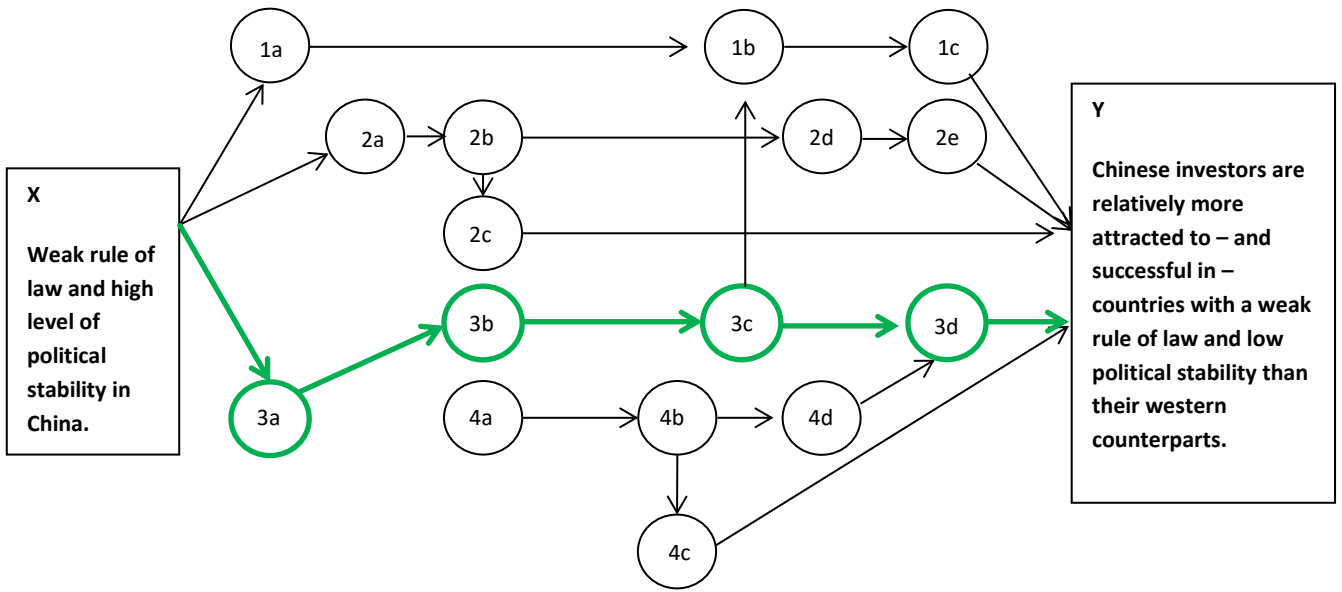 1a
1b
1c
2a
2b
2d
2e
2c
X
Weak rule of
law and high
level of
political
stability in
China.
3a
3b
3c
3d
4a
4b
4d
4c
Y
Chinese investors are
relatively more
attracted to – and
successful in –
countries with a weak
rule of law and low
political stability than
their western
counterparts.